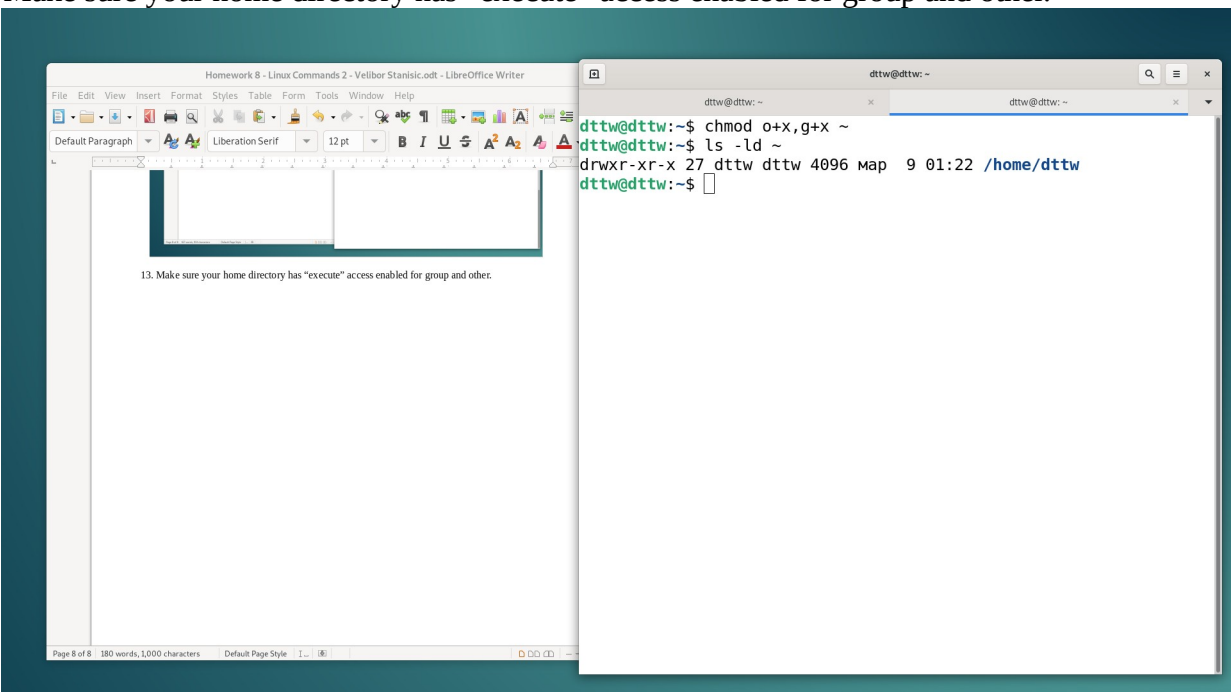 Make sure your home directory has “execute” access enabled for group and other.
Homework 8 - Linux Commands 2 - Velibor Stanisic.odt - LibreOffice Writer
File Edit View Insert Format Styles Table Form Tools Window Help
Default Paragraph
Liberation Serif
12 pt
13. Make sure your home directory has “execute” access enabled for group and other.
Page 8 of 8 180 words, 1,000 characters Default Page Style
dttw@dttw: ~
dttw@dttw: ~ dttw@dttw: ~
dttw@dttw:~$ chmod o+x,g+x ~
dttw@dttw:~$ ls -ld ~
drwxr-xr-x 27 dttw dttw 4096 мар  9 01:22 /home/dttw
dttw@dttw:~$